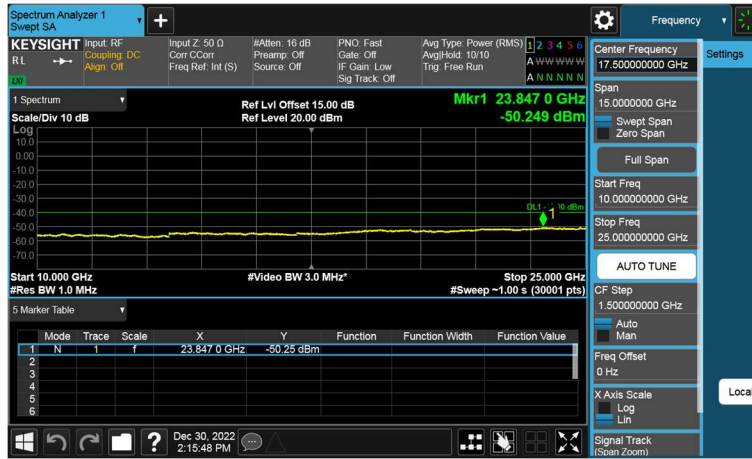 Spectrum Analyzer 1
Swept SA
Frequency
KEYSIGHT
RL
LXI
Input: RF
Coupling: DC
Align: Off
Input Z: 50 Ω
Corr CCorr
Freq Ref: Int (S)
#Atten: 16 dB
Preamp: Off
Source: Off
PNO: Fast
Gate: Off
IF Gain: Low
Sig Track: Off
Avg Type: Power (RMS)
Avg|Hold: 10/10
Trig: Free Run
1 2 3 4 5 6
A W W W W W
A N N N N N
1 Spectrum
Scale/Div 10 dB
Ref Lvl Offset 15.00 dB
Ref Level 20.00 dBm
Mkr1 23.847 0 GHz
-50.249 dBm
Log
10.0
0.00
-10.0
-20.0
-30.0
-40.0
-50.0
-60.0
-70.0
1
Start 10.000 GHz
#Res BW 1.0 MHz
#Video BW 3.0 MHz*
Stop 25.000 GHz
#Sweep ~1.00 s (30001 pts)
5 Marker Table
Mode Trace Scale X Y Function Function Width Function Value
1 N 1 f 23.847 0 GHz -50.25 dBm
2
3
4
5
6
Dec 30, 2022
2:15:48 PM
Center Frequency
17.500000000 GHz
Settings
Span
15.0000000 GHz
Swept Span
Zero Span
Full Span
Start Freq
10.000000000 GHz
Stop Freq
25.000000000 GHz
AUTO TUNE
CF Step
1.500000000 GHz
Auto
Man
Freq Offset
0 Hz
X Axis Scale
Log
Lin
Local
Signal Track
(Span Zoom)